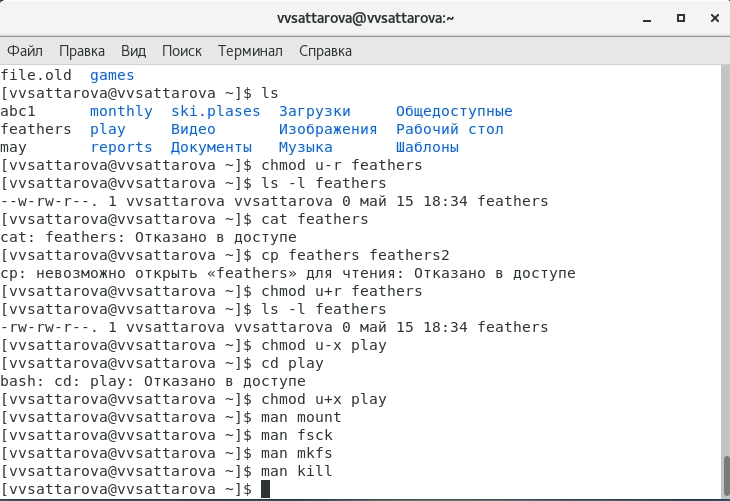 vvsattarova@vvsattarova:~
Файл Правка Вид Поиск Терминал Справка
file.old games
[vvsattarova@vvsattarova ~]$ ls
abc1 monthly ski.plases Загрузки Общедоступные
feathers play Видео Изображения Рабочий стол
may reports Документы Музыка Шаблоны
[vvsattarova@vvsattarova ~]$ chmod u-r feathers
[vvsattarova@vvsattarova ~]$ ls -l feathers
--w-rw-r--. 1 vvsattarova vvsattarova 0 май 15 18:34 feathers
[vvsattarova@vvsattarova ~]$ cat feathers
cat: feathers: Отказано в доступе
[vvsattarova@vvsattarova ~]$ cp feathers feathers2
cp: невозможно открыть «feathers» для чтения: Отказано в доступе
[vvsattarova@vvsattarova ~]$ chmod u+r feathers
[vvsattarova@vvsattarova ~]$ ls -l feathers
-rw-rw-r--. 1 vvsattarova vvsattarova 0 май 15 18:34 feathers
[vvsattarova@vvsattarova ~]$ chmod u-x play
[vvsattarova@vvsattarova ~]$ cd play
bash: cd: play: Отказано в доступе
[vvsattarova@vvsattarova ~]$ chmod u+x play
[vvsattarova@vvsattarova ~]$ man mount
[vvsattarova@vvsattarova ~]$ man fsck
[vvsattarova@vvsattarova ~]$ man mkfs
[vvsattarova@vvsattarova ~]$ man kill
[vvsattarova@vvsattarova ~]$